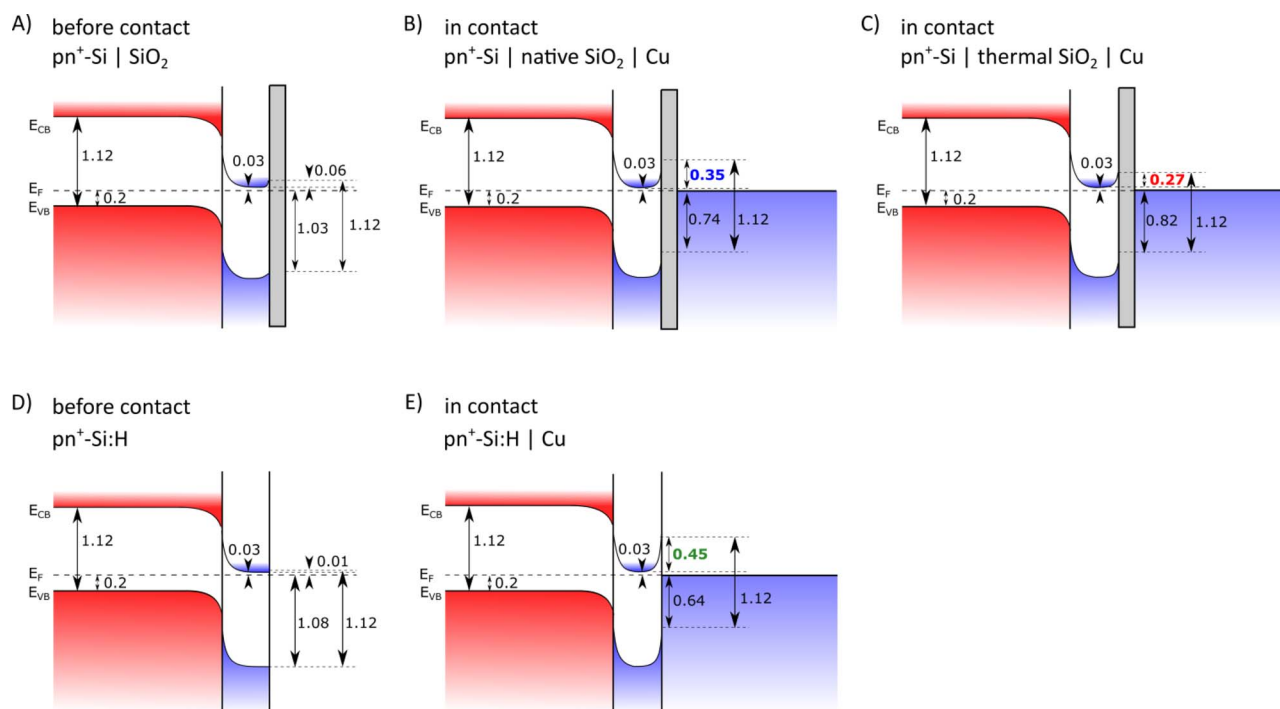 A) before contact
pn⁺-Si | SiO₂
E_CB
1.12
0.03
0.06
E_F
0.2
E_VB
1.03
1.12
B) in contact
pn⁺-Si | native SiO₂ | Cu
E_CB
1.12
0.03
0.35
E_F
0.2
E_VB
0.74
1.12
C) in contact
pn⁺-Si | thermal SiO₂ | Cu
E_CB
1.12
0.03
0.27
E_F
0.2
E_VB
0.82
1.12
D) before contact
pn⁺-Si:H
E_CB
1.12
0.03
0.01
E_F
0.2
E_VB
1.08
1.12
E) in contact
pn⁺-Si:H | Cu
E_CB
1.12
0.03
0.45
E_F
0.2
E_VB
0.64
1.12